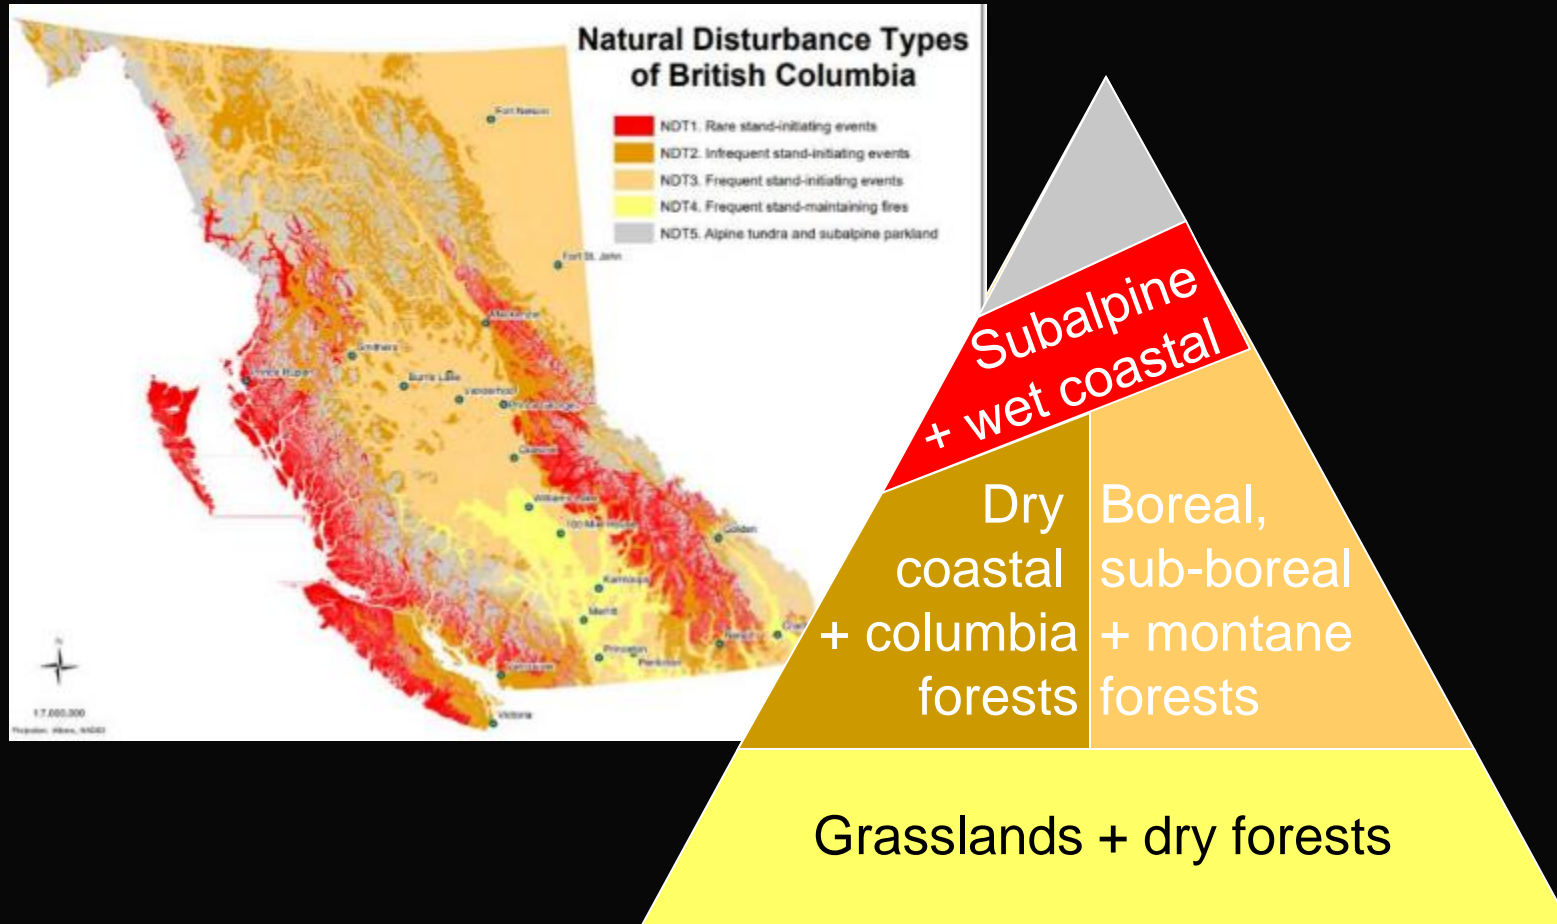 Natural Disturbance Types
of British Columbia
NDT1. Rare stand-initiating events
NDT2. Infrequent stand-initiating events
NDT3. Frequent stand-initiating events
NDT4. Frequent stand-maintaining fires
NDT5. Alpine tundra and subalpine parkland
Fort Nelson
Fort St. John
Mackenzie
Smithers
Prince Rupert
Burns Lake
Vanderhoof
Prince George
Quesnel
Williams Lake
100 Mile House
Golden
Kamloops
Merritt
Nelson
Princeton
Penticton
Vancouver
Victoria
N
Subalpine
+ wet coastal
Dry
coastal
+ columbia
forests
Boreal,
sub-boreal
+ montane
forests
Grasslands + dry forests